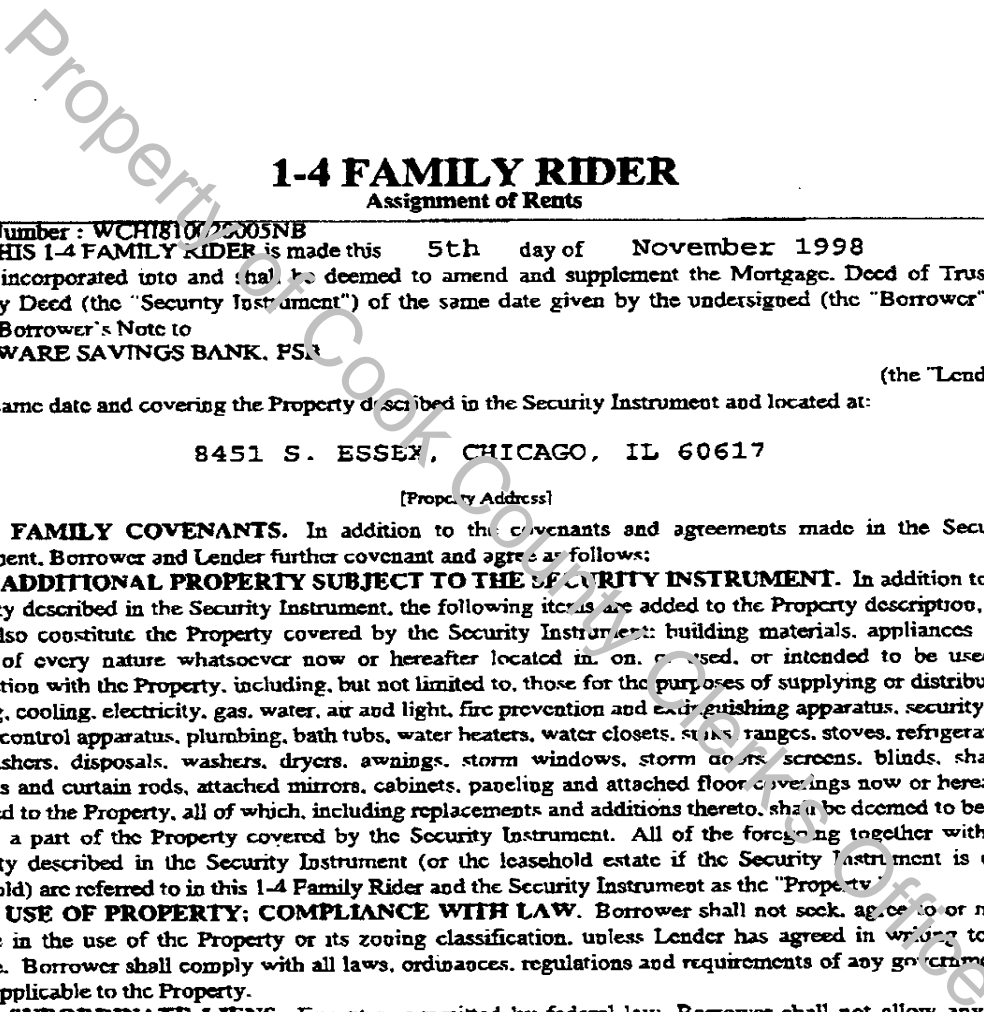 1-4 FAMILY RIDER
Assignment of Rents
Number :
HIS 1-4 FAMILY RIDER is made this 5th day of November 1998
incorporated into and shall be deemed to amend and supplement the Mortgage, Deed of Trus
y Deed (the "Security Instrument") of the same date given by the undersigned (the "Borrower"
Borrower's Note to
WARE SAVINGS BANK, FSB
(the "Lend
ame date and covering the Property described in the Security Instrument and located at:
8451 S. ESSEX, CHICAGO, IL 60617
[Property Address]
FAMILY COVENANTS. In addition to the covenants and agreements made in the Secu
ent, Borrower and Lender further covenant and agree as follows:
ADDITIONAL PROPERTY SUBJECT TO THE SECURITY INSTRUMENT. In addition to
ty described in the Security Instrument, the following items are added to the Property description,
lso constitute the Property covered by the Security Instrument: building materials, appliances
of every nature whatsoever now or hereafter located in, on, or used, or intended to be use
tion with the Property, including, but not limited to, those for the purposes of supplying or distribu
g, cooling, electricity, gas, water, air and light, fire prevention and extinguishing apparatus, security
control apparatus, plumbing, bath tubs, water heaters, water closets, sinks, ranges, stoves, refrigera
shers, disposals, washers, dryers, awnings, storm windows, storm doors, screens, blinds, sha
s and curtain rods, attached mirrors, cabinets, paneling and attached floor coverings now or herea
ed to the Property, all of which, including replacements and additions thereto, shall be deemed to be
a part of the Property covered by the Security Instrument. All of the foregoing together with
ty described in the Security Instrument (or the leasehold estate if the Security Instrument is
old) are referred to in this 1-4 Family Rider and the Security Instrument as the "Property."
USE OF PROPERTY; COMPLIANCE WITH LAW. Borrower shall not seek, agree to or m
e in the use of the Property or its zoning classification, unless Lender has agreed in writing to
e. Borrower shall comply with all laws, ordinances, regulations and requirements of any governme
pplicable to the Property.
Property of Cook County Clerk's Office